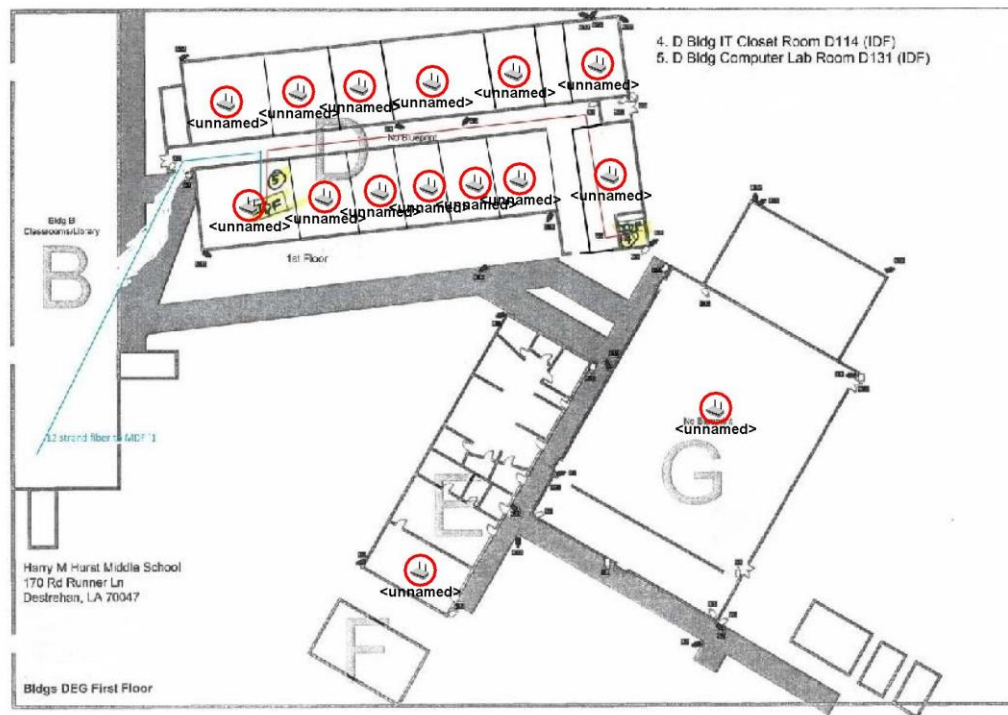 4. D Bldg IT Closet Room D114 (IDF)
5. D Bldg Computer Lab Room D131 (IDF)
<unnamed>
<unnamed>
<unnamed>
<unnamed>
<unnamed>
<unnamed>
No Blueprint
D
5
IDF
<unnamed>
<unnamed>
<unnamed>
<unnamed>
<unnamed>
<unnamed>
<unnamed>
IDF
4
1st Floor
Bldg B
Classrooms/Library
B
12 strand fiber to MDF 1
<unnamed>
No Blueprint
G
E
<unnamed>
F
Harry M Hurst Middle School
170 Rd Runner Ln
Destrehan, LA 70047
Bldgs DEG First Floor